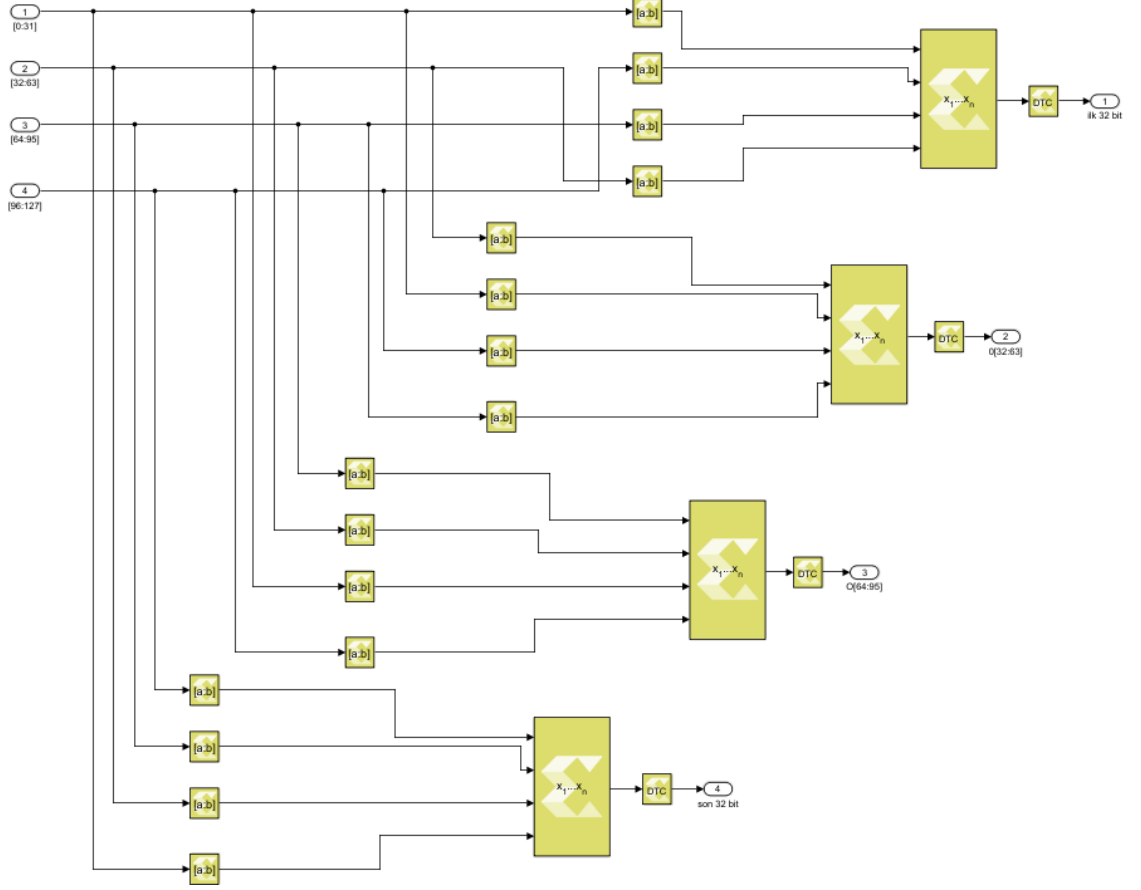 1
[0:31]
[a:b]
2
[32:63]
[a:b]
x1...xn
DTC
1
ilk 32 bit
3
[64:95]
[a:b]
4
[96:127]
[a:b]
[a:b]
[a:b]
x1...xn
DTC
2
0[32:63]
[a:b]
[a:b]
[a:b]
[a:b]
x1...xn
DTC
3
O[64:95]
[a:b]
[a:b]
[a:b]
[a:b]
x1...xn
DTC
4
son 32 bit
[a:b]
[a:b]